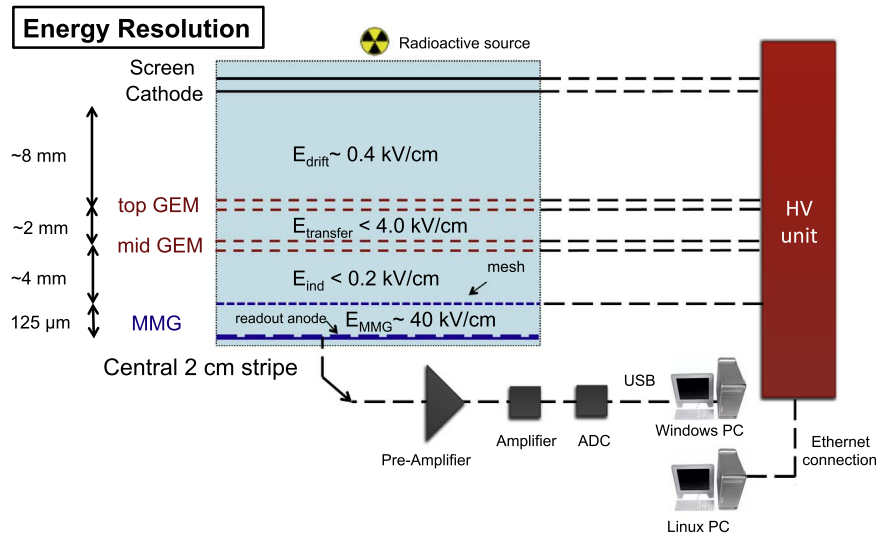 Energy Resolution
Radioactive source
Screen
Cathode
~8 mm
E_drift ~ 0.4 kV/cm
top GEM
~2 mm
E_transfer < 4.0 kV/cm
HV
unit
mid GEM
~4 mm
E_ind < 0.2 kV/cm
mesh
125 µm
MMG
readout anode
E_MMG ~ 40 kV/cm
Central 2 cm stripe
USB
Pre-Amplifier
Amplifier
ADC
Windows PC
Ethernet
connection
Linux PC